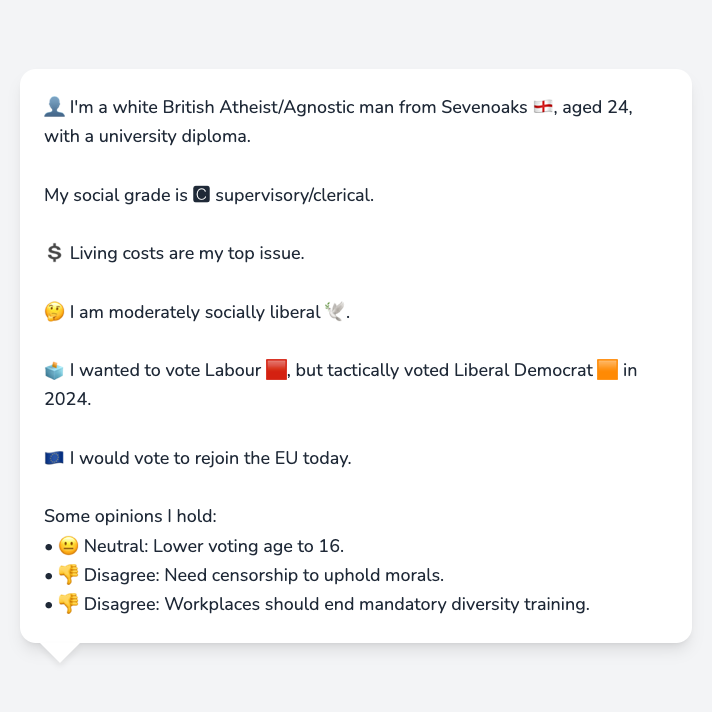 👤 I'm a white British Atheist/Agnostic man from Sevenoaks 🏴󠁧󠁢󠁥󠁮󠁧󠁿, aged 24,
with a university diploma.
My social grade is 🅲 supervisory/clerical.
💲 Living costs are my top issue.
🤔 I am moderately socially liberal 🕊️.
🗳️ I wanted to vote Labour 🟥, but tactically voted Liberal Democrat 🟧 in
2024.
🇪🇺 I would vote to rejoin the EU today.
Some opinions I hold:
• 😐 Neutral: Lower voting age to 16.
• 👎 Disagree: Need censorship to uphold morals.
• 👎 Disagree: Workplaces should end mandatory diversity training.